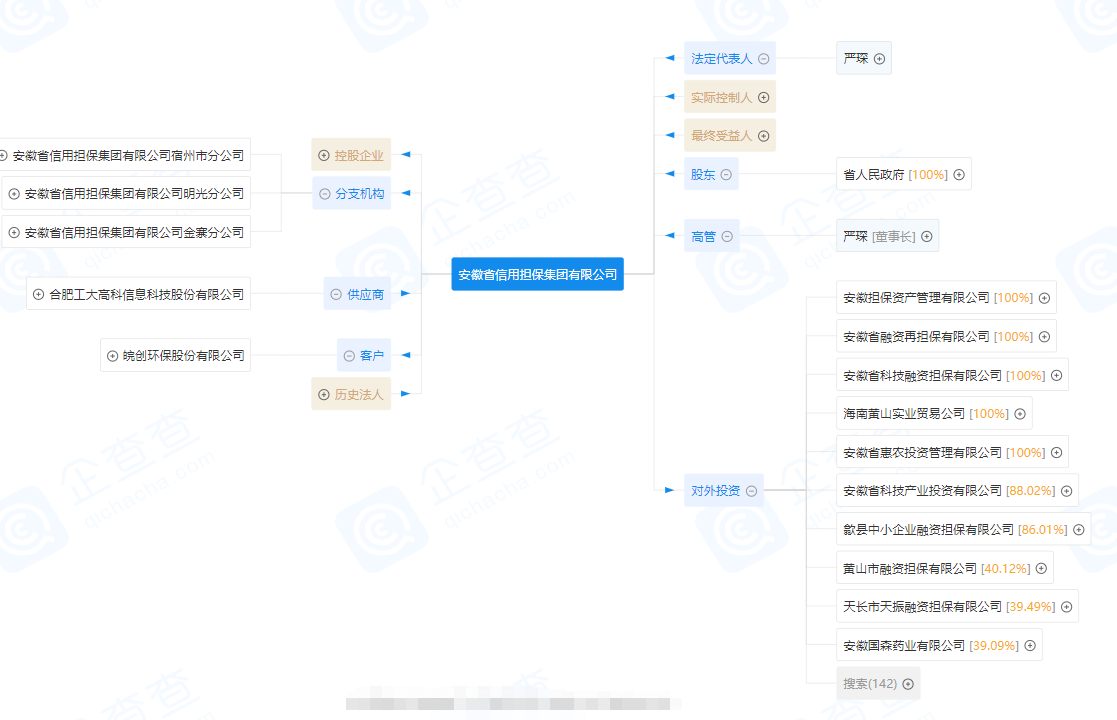 安徽省信用担保集团有限公司
法定代表人
严琛
实际控制人
最终受益人
股东
省人民政府 [100%]
高管
严琛 [董事长]
对外投资
安徽担保资产管理有限公司 [100%]
安徽省融资再担保有限公司 [100%]
安徽省科技融资担保有限公司 [100%]
海南黄山实业贸易公司 [100%]
安徽省惠农投资管理有限公司 [100%]
安徽省科技产业投资有限公司 [88.02%]
歙县中小企业融资担保有限公司 [86.01%]
黄山市融资担保有限公司 [40.12%]
天长市天振融资担保有限公司 [39.49%]
安徽国森药业有限公司 [39.09%]
搜索(142)
控股企业
分支机构
安徽省信用担保集团有限公司宿州市分公司
安徽省信用担保集团有限公司明光分公司
安徽省信用担保集团有限公司金寨分公司
供应商
合肥工大高科信息科技股份有限公司
客户
皖创环保股份有限公司
历史法人
企查查
qichacha.com